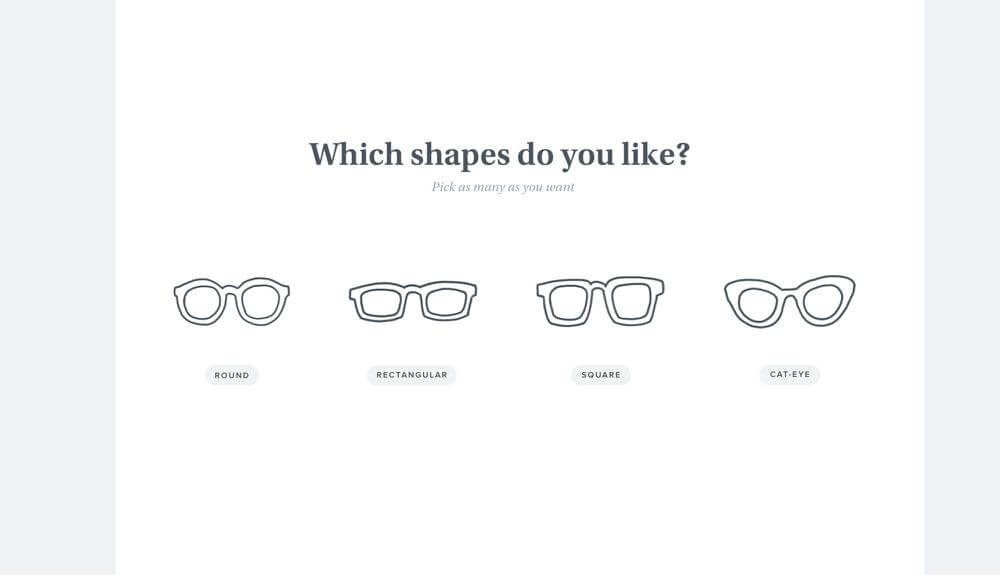 Which shapes do you like?
Pick as many as you want
ROUND
RECTANGULAR
SQUARE
CAT-EYE